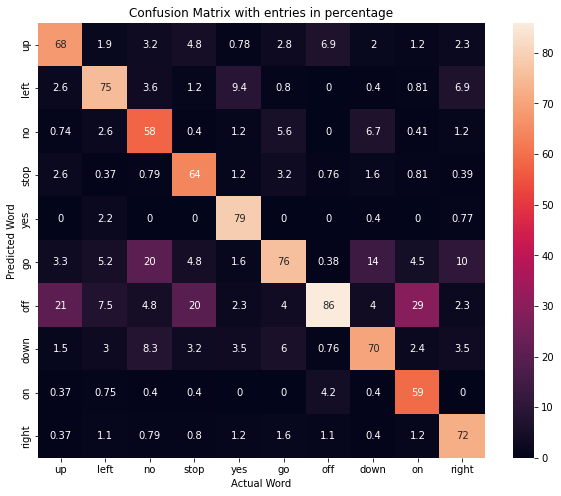 Confusion Matrix with entries in percentage
up 68 1.9 3.2 4.8 0.78 2.8 6.9 2 1.2 2.3
left 2.6 75 3.6 1.2 9.4 0.8 0 0.4 0.81 6.9
no 0.74 2.6 58 0.4 1.2 5.6 0 6.7 0.41 1.2
stop 2.6 0.37 0.79 64 1.2 3.2 0.76 1.6 0.81 0.39
yes 0 2.2 0 0 79 0 0 0.4 0 0.77
go 3.3 5.2 20 4.8 1.6 76 0.38 14 4.5 10
off 21 7.5 4.8 20 2.3 4 86 4 29 2.3
down 1.5 3 8.3 3.2 3.5 6 0.76 70 2.4 3.5
on 0.37 0.75 0.4 0.4 0 0 4.2 0.4 59 0
right 0.37 1.1 0.79 0.8 1.2 1.6 1.1 0.4 1.2 72
up left no stop yes go off down on right
Actual Word
Predicted Word
80
70
60
50
40
30
20
10
0